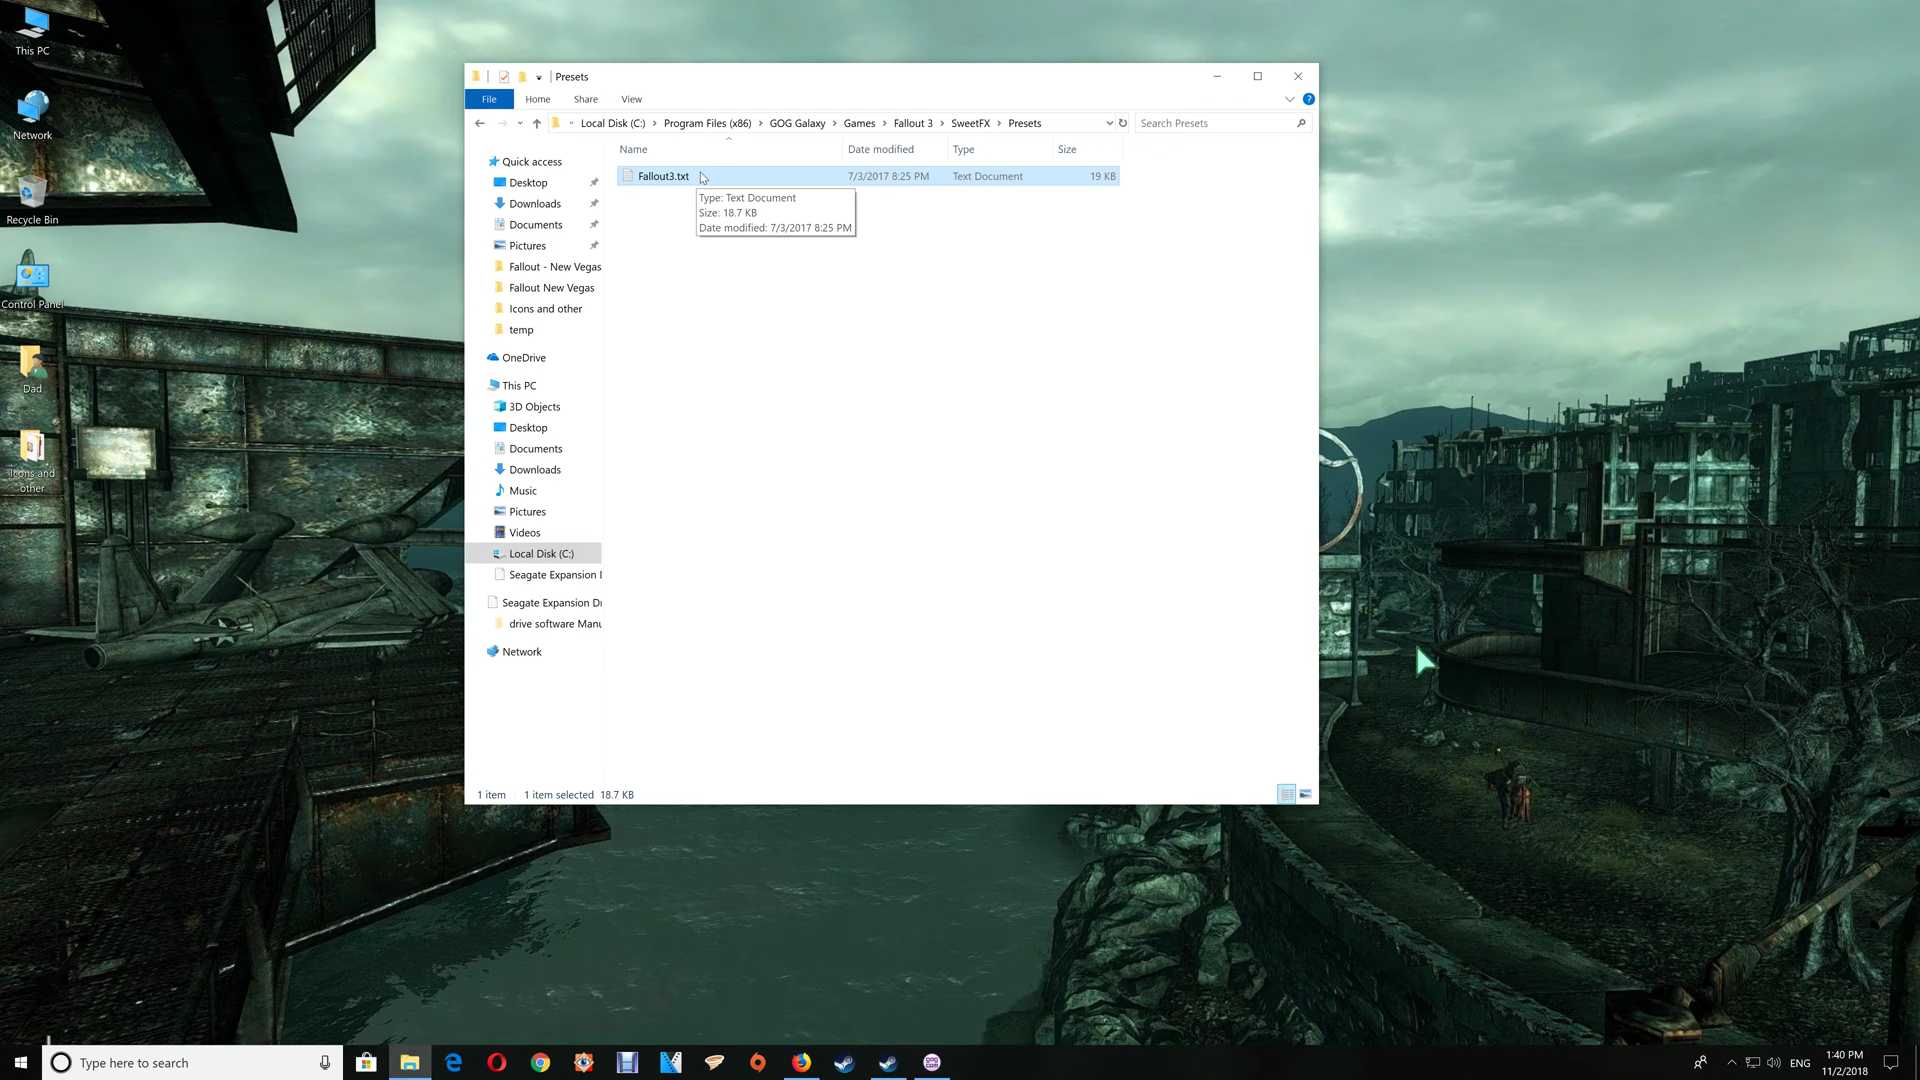 This PC
Network
Recycle Bin
Control Panel
Dad
Icons and
other
Presets
File Home Share View
Local Disk (C:) Program Files (x86) GOG Galaxy Games Fallout 3 SweetFX Presets Search Presets
Name Date modified Type Size
Fallout3.txt 7/3/2017 8:25 PM Text Document 19 KB
Type: Text Document
Size: 18.7 KB
Date modified: 7/3/2017 8:25 PM
Quick access
Desktop
Downloads
Documents
Pictures
Fallout - New Vegas
Fallout New Vegas
Icons and other
temp
OneDrive
This PC
3D Objects
Desktop
Documents
Downloads
Music
Pictures
Videos
Local Disk (C:)
Seagate Expansion
Seagate Expansion Dr
drive software Manu
Network
1 item 1 item selected 18.7 KB
Type here to search
ENG
1:40 PM
11/2/2018